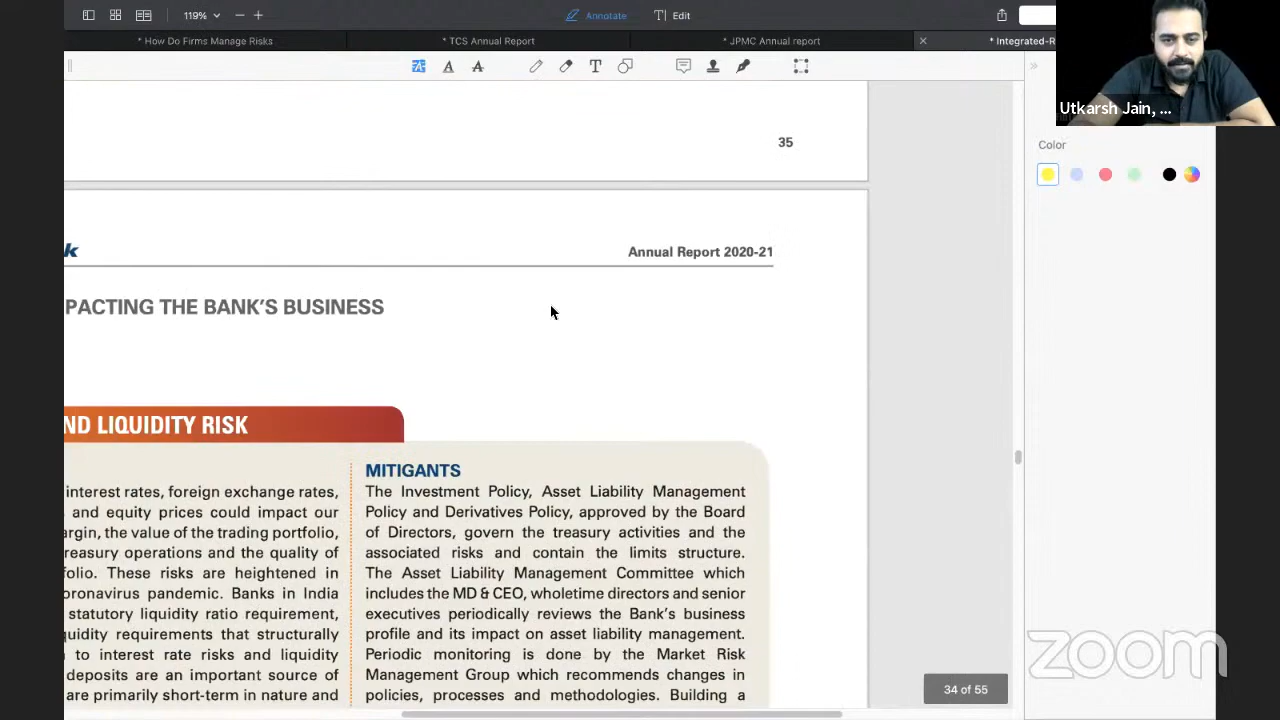 119%
Annotate
Edit
* How Do Firms Manage Risks
* TCS Annual Report
* JPMC Annual report
* Integrated-R
Utkarsh Jain, ...
Color
35
k
Annual Report 2020-21
PACTING THE BANK'S BUSINESS
ND LIQUIDITY RISK
interest rates, foreign exchange rates,
and equity prices could impact our
argin, the value of the trading portfolio,
reasury operations and the quality of
folio. These risks are heightened in
oronavirus pandemic. Banks in India
statutory liquidity ratio requirement,
quidity requirements that structurally
to interest rate risks and liquidity
deposits are an important source of
are primarily short-term in nature and
MITIGANTS
The Investment Policy, Asset Liability Management
Policy and Derivatives Policy, approved by the Board
of Directors, govern the treasury activities and the
associated risks and contain the limits structure.
The Asset Liability Management Committee which
includes the MD & CEO, wholetime directors and senior
executives periodically reviews the Bank's business
profile and its impact on asset liability management.
Periodic monitoring is done by the Market Risk
Management Group which recommends changes in
policies, processes and methodologies. Building a
34 of 55
zoom